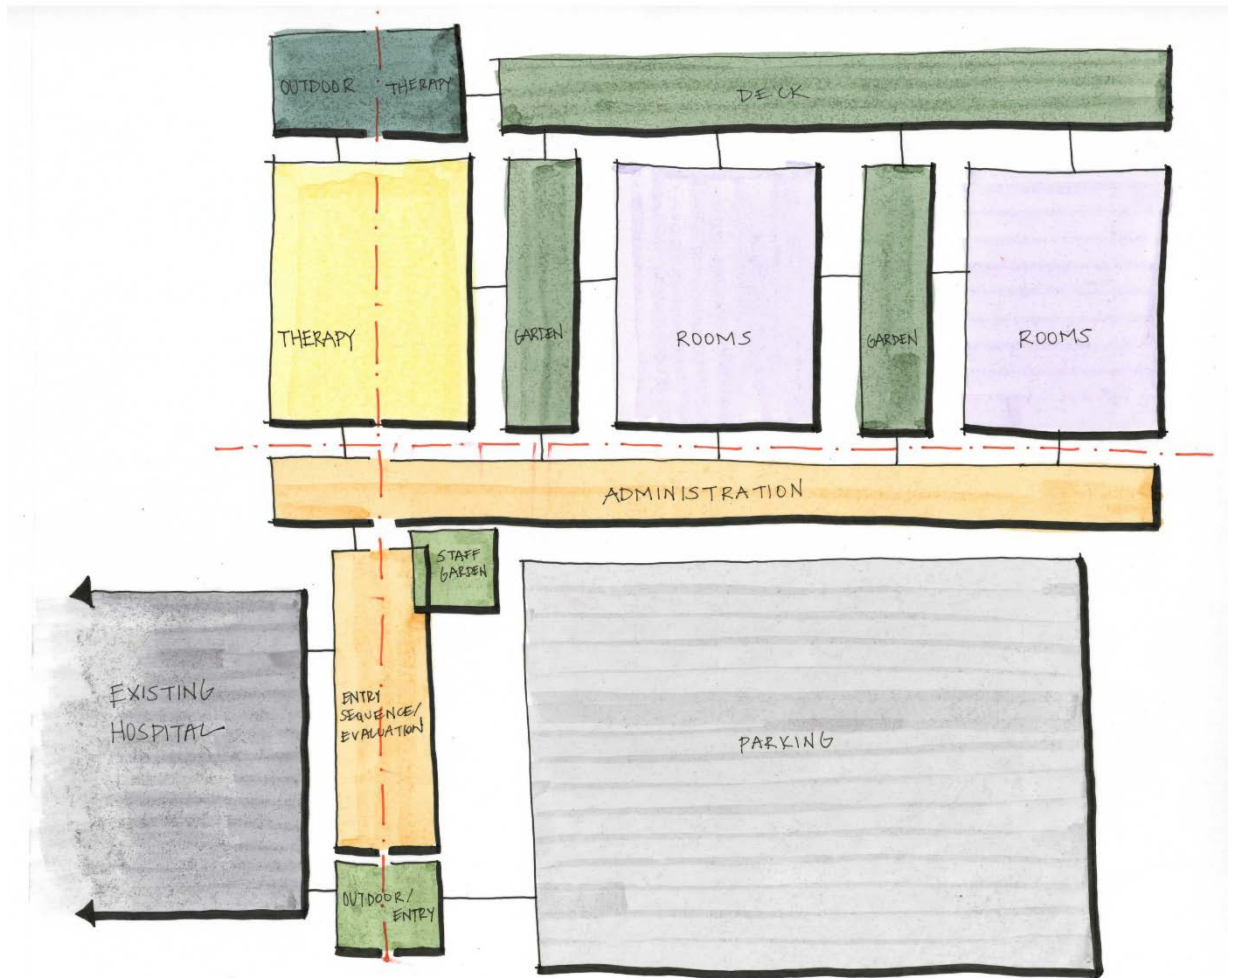 OUTDOOR THERAPY
DECK
THERAPY
GARDEN
ROOMS
GARDEN
ROOMS
ADMINISTRATION
STAFF
GARDEN
EXISTING
HOSPITAL
ENTRY
SEQUENCE/
EVALUATION
PARKING
OUTDOOR/
ENTRY